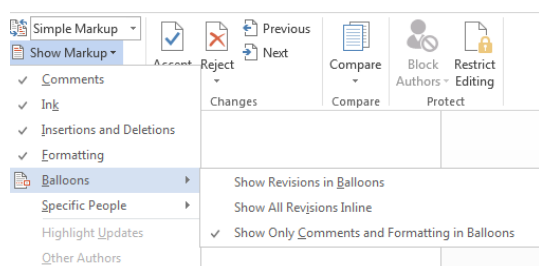 Simple Markup
Show Markup
Accept
Reject
Previous
Next
Changes
Compare
Compare
Block Authors
Restrict Editing
Protect
Comments
Ink
Insertions and Deletions
Formatting
Balloons
Specific People
Highlight Updates
Other Authors
Show Revisions in Balloons
Show All Revisions Inline
Show Only Comments and Formatting in Balloons